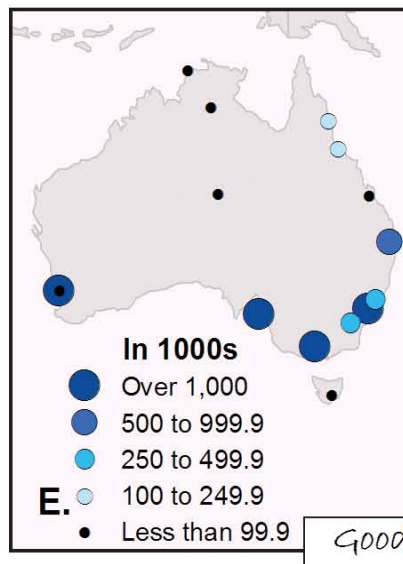 In 1000s
Over 1,000
500 to 999.9
250 to 499.9
100 to 249.9
E.
Less than 99.9
GOOD